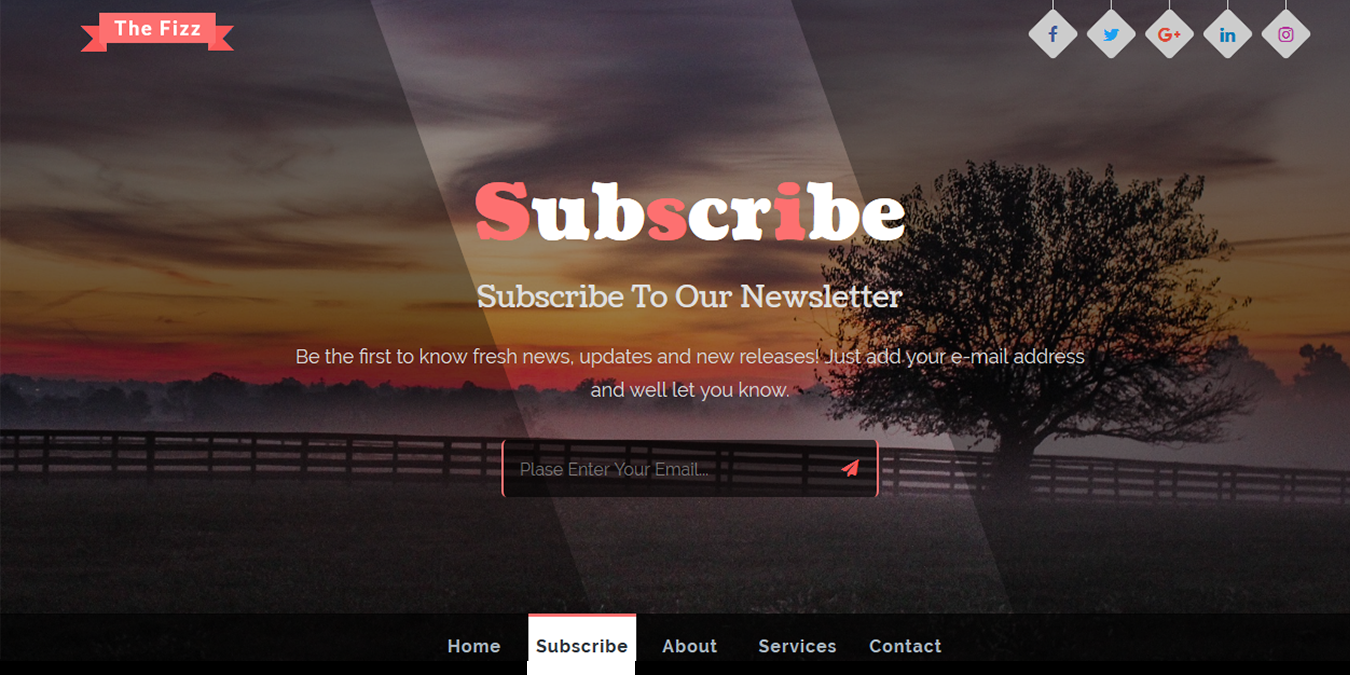 The Fizz
Subscribe
Subscribe To Our Newsletter
Be the first to know fresh news, updates and new releases! Just add your e-mail address
and well let you know.
Plase Enter Your Email...
Home Subscribe About Services Contact